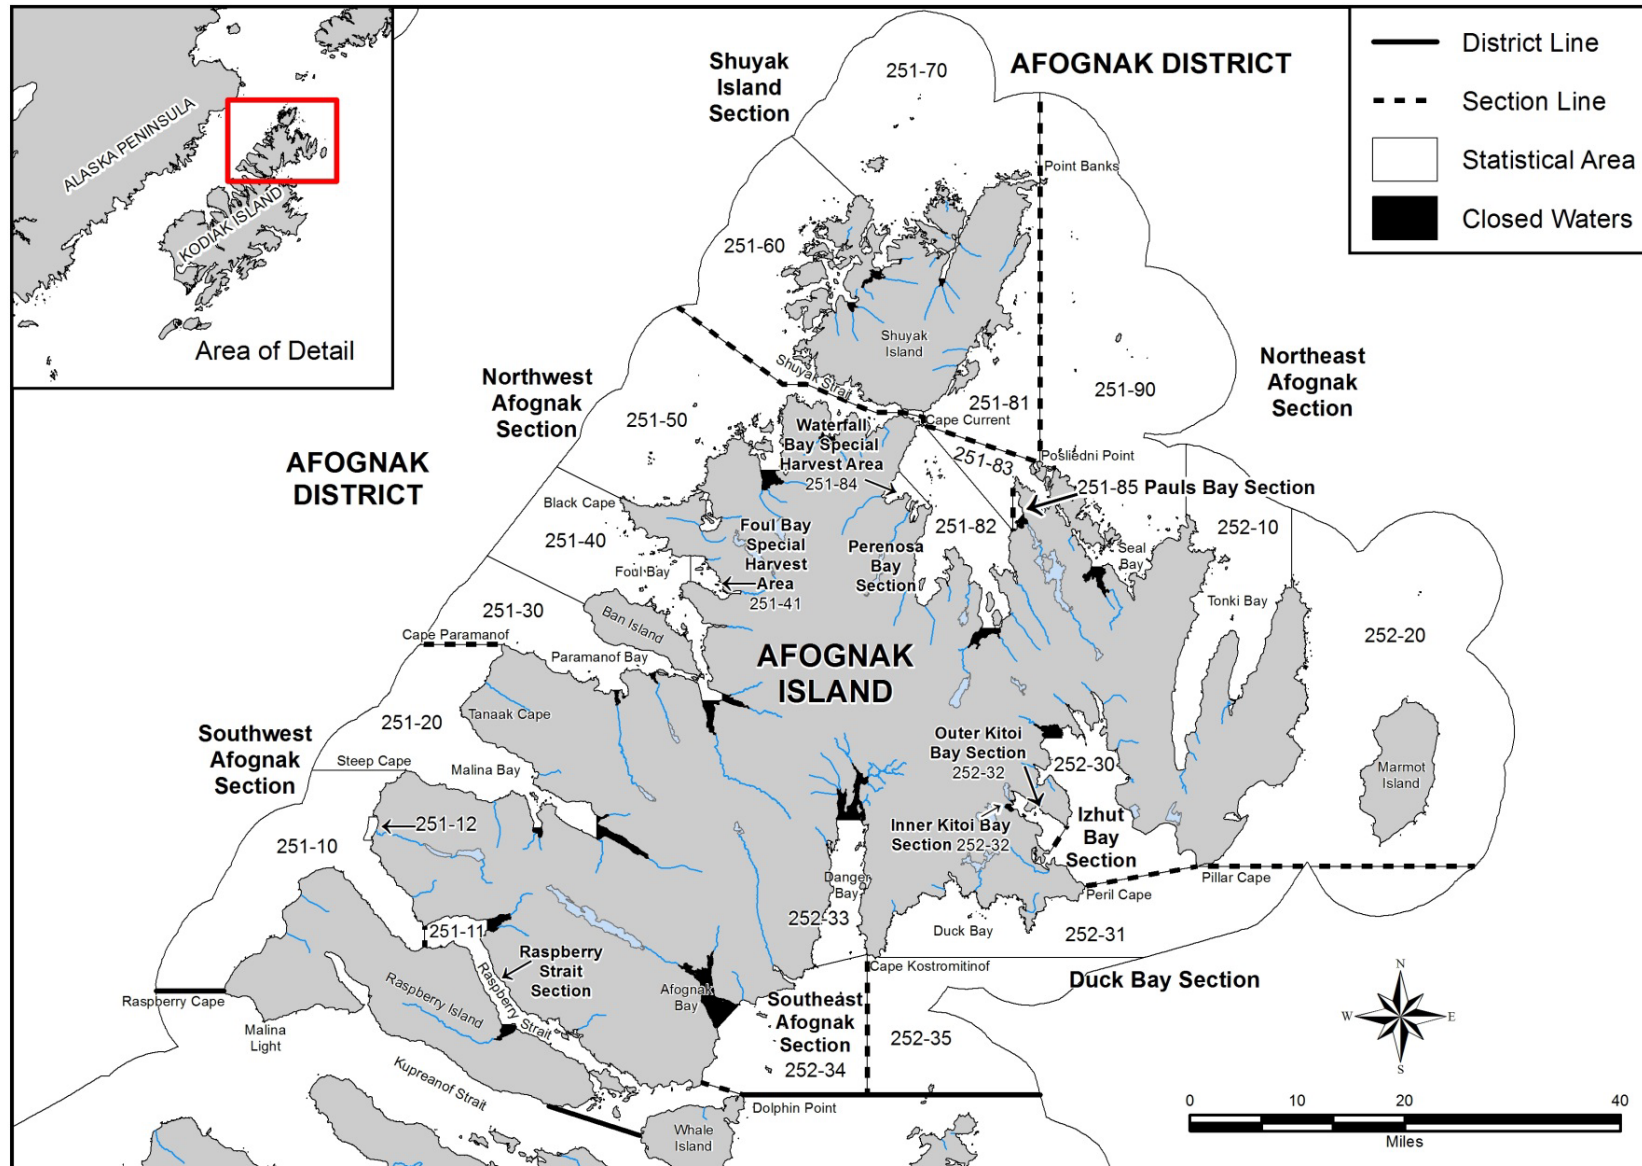 ALASKA PENINSULA
KODIAK ISLAND
Area of Detail
District Line
Section Line
Statistical Area
Closed Waters
Shuyak
Island
Section
251-70
AFOGNAK DISTRICT
Point Banks
251-60
Shuyak
Island
Shuyak Strait
Northwest
Afognak
Section
251-50
251-81
251-90
Northeast
Afognak
Section
Cape Current
Waterfall
Bay Special
Harvest Area
251-84
251-83
Posliedni Point
251-85 Pauls Bay Section
AFOGNAK
DISTRICT
Black Cape
251-40
Foul Bay
Foul Bay
Special
Harvest
Area
251-41
251-82
Perenosa
Bay
Section
Seal
Bay
252-10
Tonki Bay
252-20
251-30
Ban Island
Cape Paramanof
Paramanof Bay
AFOGNAK
ISLAND
Tanaak Cape
251-20
Southwest
Afognak
Section
Steep Cape
Malina Bay
Outer Kitoi
Bay Section
252-32
252-30
Marmot
Island
251-12
251-10
Inner Kitoi Bay
Section 252-32
Izhut
Bay
Section
Danger
Bay
Peril Cape
Pillar Cape
252-33
251-11
Duck Bay
252-31
Raspberry
Strait
Section
Raspberry Strait
Cape Kostromitinof
Duck Bay Section
Raspberry Cape
Raspberry Island
Afognak
Bay
Southeast
Afognak
Section
252-34
252-35
Malina
Light
Kupreanof Strait
Dolphin Point
Whale
Island
N
W E
S
0 10 20 40
Miles